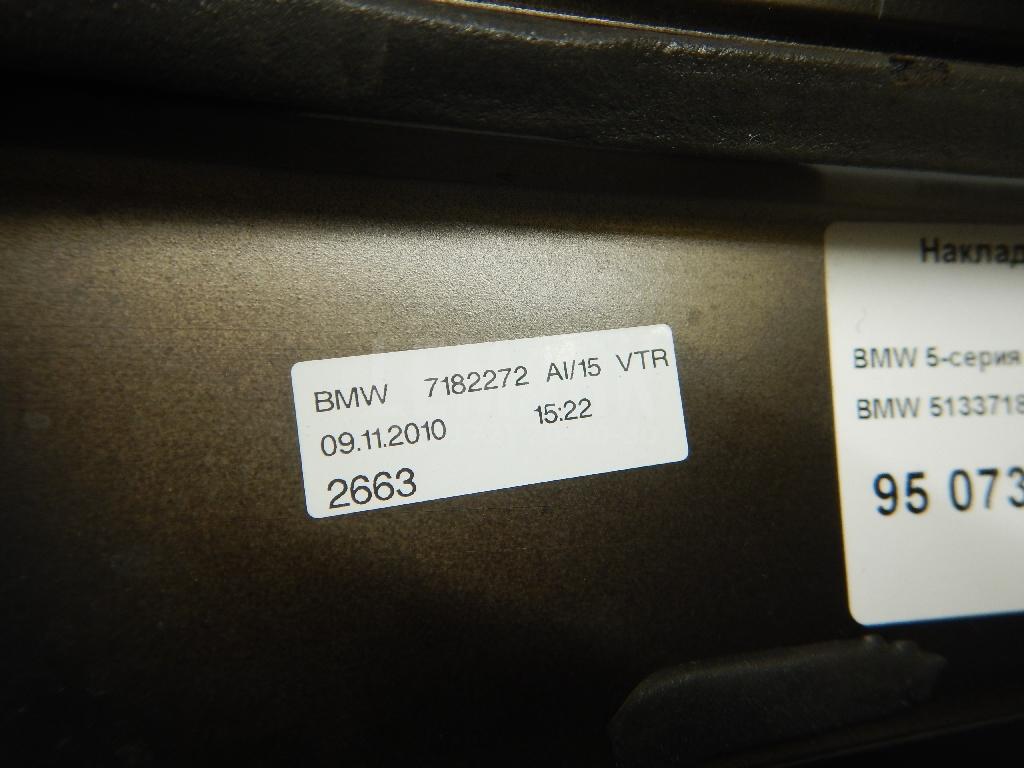 BMW 7182272 AI/15 VTR
09.11.2010 15:22
2663
Наклад
BMW 5-серия
BMW 5133718
95 073